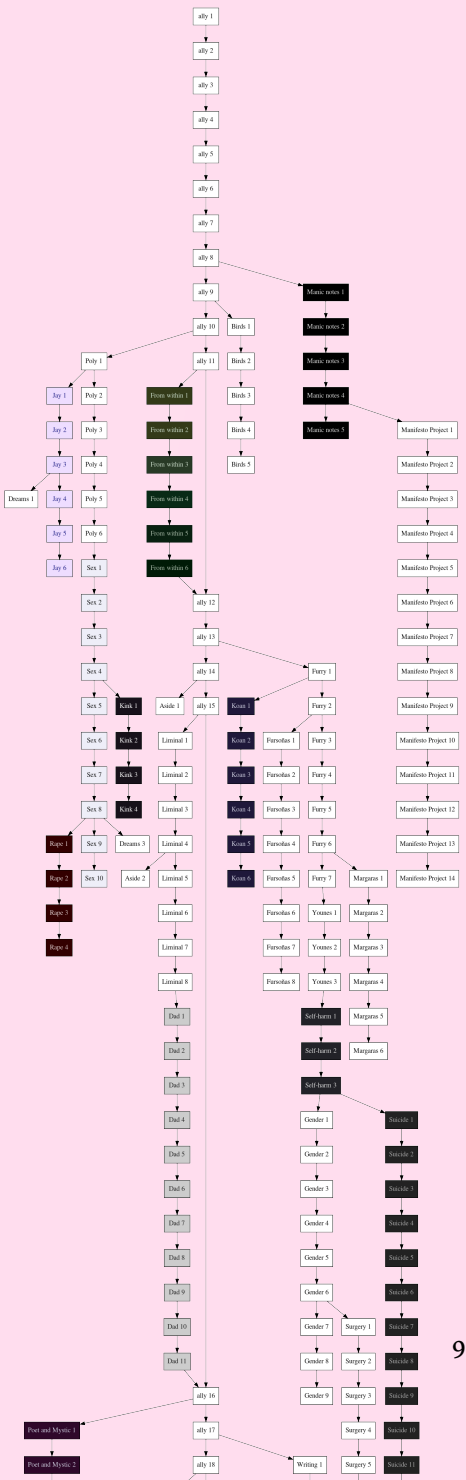 ally 1
ally 2
ally 3
ally 4
ally 5
ally 6
ally 7
ally 8
ally 9 Manic notes 1
ally 10 Birds 1 Manic notes 2
Poly 1 ally 11 Birds 2 Manic notes 3
Jay 1 Poly 2 From within 1 Birds 3 Manic notes 4
Jay 2 Poly 3 From within 2 Birds 4 Manic notes 5 Manifesto Project 1
Jay 3 Poly 4 From within 3 Birds 5 Manifesto Project 2
Dreams 1 Jay 4 Poly 5 From within 4 Manifesto Project 3
Jay 5 Poly 6 From within 5 Manifesto Project 4
Jay 6 Sex 1 From within 6 Manifesto Project 5
Sex 2 ally 12 Manifesto Project 6
Sex 3 ally 13 Manifesto Project 7
Sex 4 ally 14 Furry 1 Manifesto Project 8
Sex 5 Kink 1 Aside 1 ally 15 Koan 1 Furry 2 Manifesto Project 9
Sex 6 Kink 2 Liminal 1 Koan 2 Fursoñas 1 Furry 3 Manifesto Project 10
Sex 7 Kink 3 Liminal 2 Koan 3 Fursoñas 2 Furry 4 Manifesto Project 11
Sex 8 Kink 4 Liminal 3 Koan 4 Fursoñas 3 Furry 5 Manifesto Project 12
Rape 1 Sex 9 Dreams 3 Liminal 4 Koan 5 Fursoñas 4 Furry 6 Manifesto Project 13
Rape 2 Sex 10 Aside 2 Liminal 5 Koan 6 Fursoñas 5 Furry 7 Margaras 1 Manifesto Project 14
Rape 3 Liminal 6 Fursoñas 6 Younes 1 Margaras 2
Rape 4 Liminal 7 Fursoñas 7 Younes 2 Margaras 3
Liminal 8 Fursoñas 8 Younes 3 Margaras 4
Dad 1 Self-harm 1 Margaras 5
Dad 2 Self-harm 2 Margaras 6
Dad 3 Self-harm 3
Dad 4 Gender 1 Suicide 1
Dad 5 Gender 2 Suicide 2
Dad 6 Gender 3 Suicide 3
Dad 7 Gender 4 Suicide 4
Dad 8 Gender 5 Suicide 5
Dad 9 Gender 6 Suicide 6
Dad 10 Gender 7 Surgery 1 Suicide 7
Dad 11 Gender 8 Surgery 2 Suicide 8 9
ally 16 Gender 9 Surgery 3 Suicide 9
Poet and Mystic 1 ally 17 Surgery 4 Suicide 10
Poet and Mystic 2 ally 18 Writing 1 Surgery 5 Suicide 11